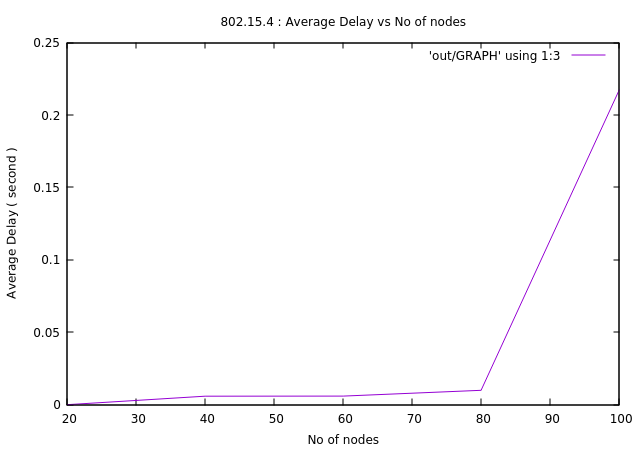 802.15.4 : Average Delay vs No of nodes
'out/GRAPH' using 1:3
Average Delay ( second )
0.25
0.2
0.15
0.1
0.05
0
20 30 40 50 60 70 80 90 100
No of nodes